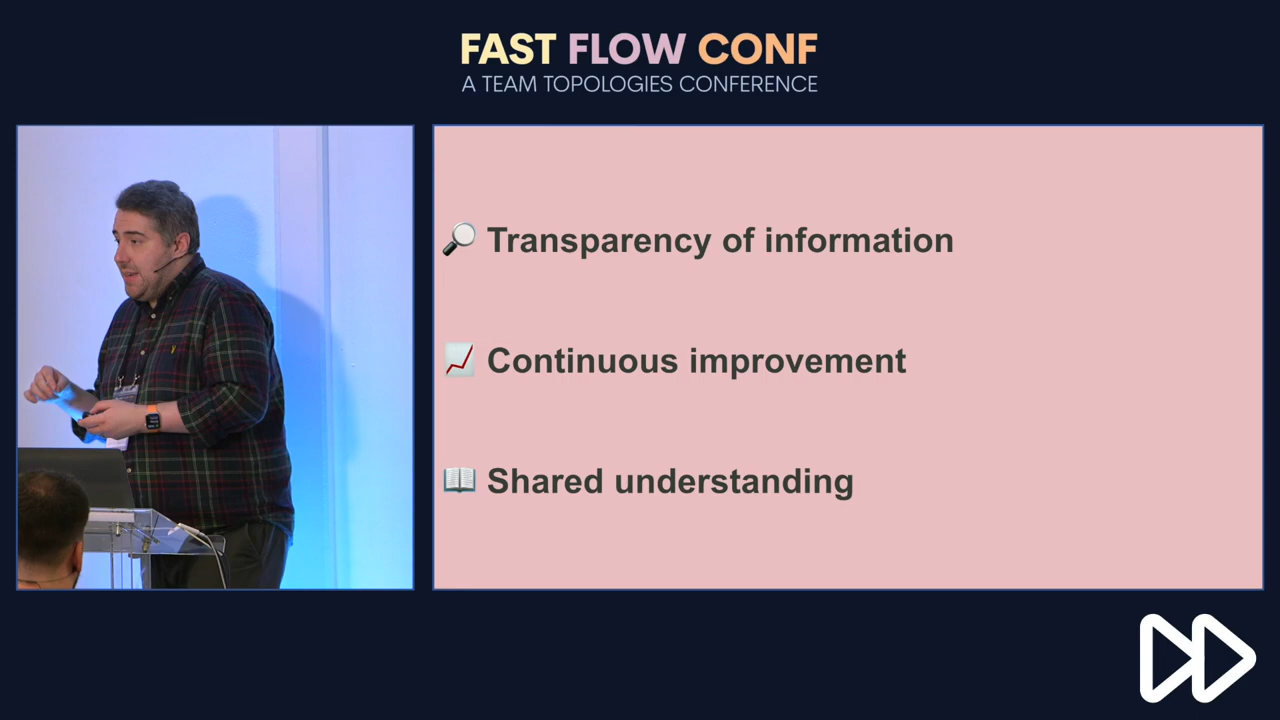 FAST FLOW CONF
A TEAM TOPOLOGIES CONFERENCE
Transparency of information
Continuous improvement
Shared understanding